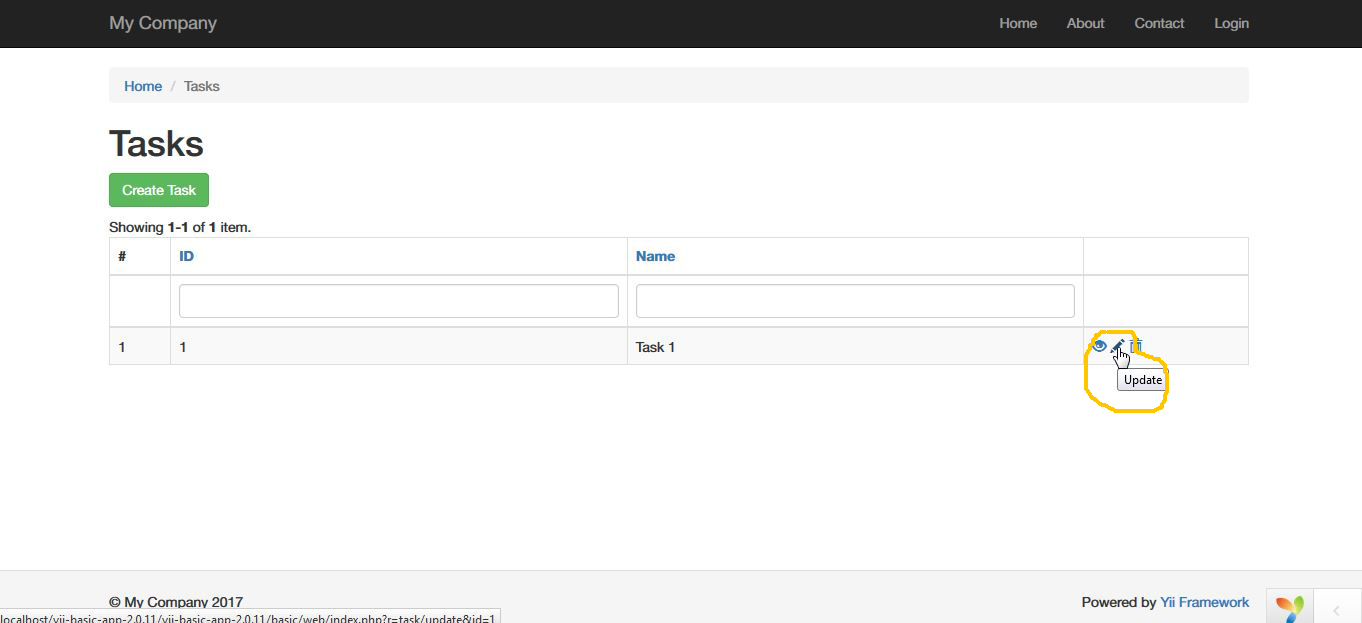 My Company Home About Contact Login
Home / Tasks
Tasks
Create Task
Showing 1-1 of 1 item.
# ID Name
1 1 Task 1
Update
© My Company 2017 Powered by Yii Framework
localhost/yii-basic-app-2.0.11/yii-basic-app-2.0.11/basic/web/index.php?r=task/update&id=1